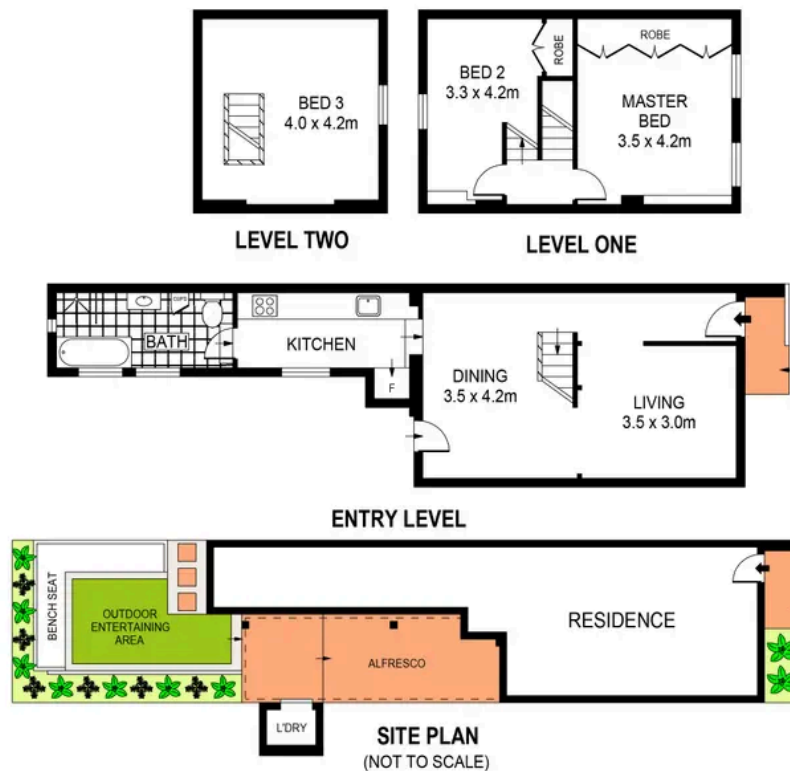 BED 3
4.0 x 4.2m
LEVEL TWO
BED 2
3.3 x 4.2m
ROBE
ROBE
MASTER
BED
3.5 x 4.2m
LEVEL ONE
BATH
KITCHEN
F
DINING
3.5 x 4.2m
LIVING
3.5 x 3.0m
ENTRY LEVEL
BENCH SEAT
OUTDOOR
ENTERTAINING
AREA
ALFRESCO
RESIDENCE
L'DRY
SITE PLAN
(NOT TO SCALE)